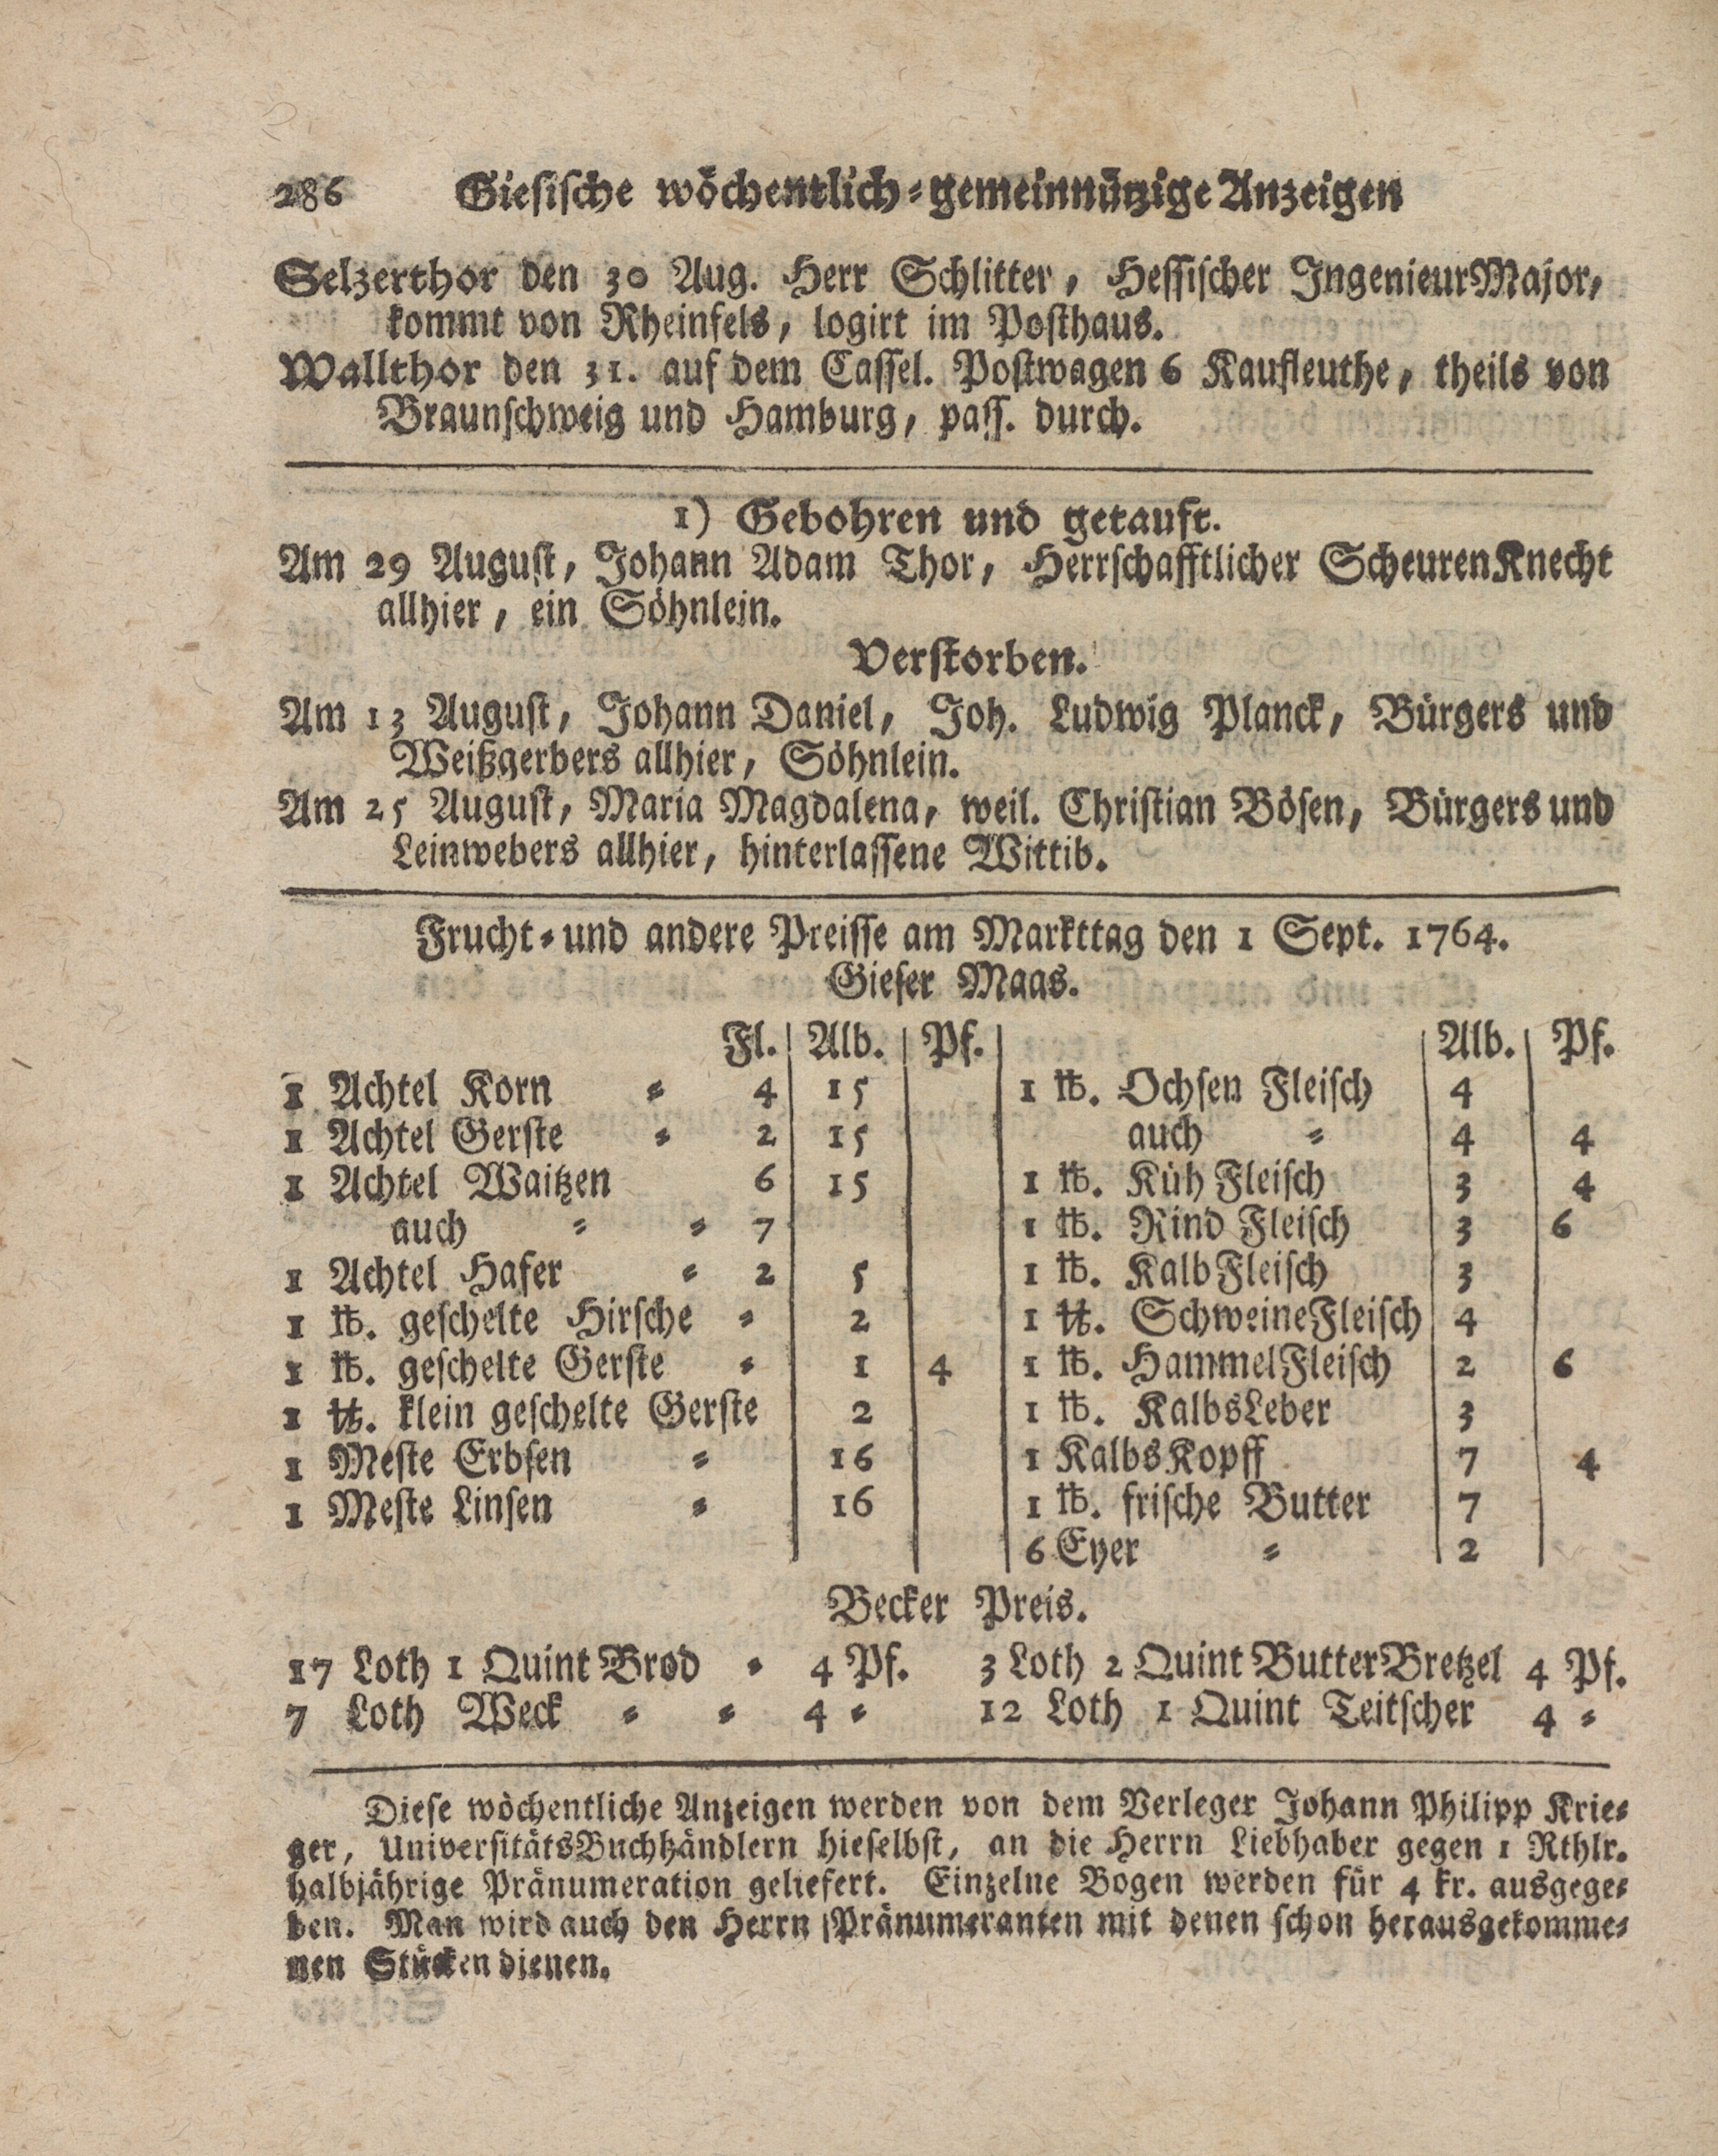 286 Giesische wöchentlich-gemeinnützige Anzeigen
Selzerthor den 30 Aug. Herr Schlitter, Hessischer IngenieurMajor,
kommt von Rheinfels, logirt im Posthaus.
Wallthor den 31. auf dem Cassel. Postwagen 6 Kaufleuthe, theils von
Braunschweig und Hamburg, pass. durch.
1) Gebohren und getauft.
Am 29 August, Johann Adam Thor, Herrschafftlicher ScheurenKnecht
allhier, ein Söhnlein.
Verstorben.
Am 13 August, Johann Daniel, Joh. Ludwig Planck, Bürgers und
Weißgerbers allhier, Söhnlein.
Am 25 August, Maria Magdalena, weil. Christian Bösen, Bürgers und
Leinwebers allhier, hinterlassene Wittib.
Frucht- und andere Preisse am Markttag den 1 Sept. 1764.
Gieser Maas.
Fl. | Alb. | Pf. | | Alb. | Pf.
1 Achtel Korn = 4 | 15 | | 1 ℔. Ochsen Fleisch | 4 |
1 Achtel Gerste = 2 | 15 | | auch = | 4 | 4
1 Achtel Waitzen 6 | 15 | | 1 ℔. Küh Fleisch | 3 | 4
auch = = 7 | | | 1 ℔. Rind Fleisch | 3 | 6
1 Achtel Hafer = 2 | 5 | | 1 ℔. KalbFleisch | 3 |
1 ℔. geschelte Hirsche = | 2 | | 1 ℔. SchweineFleisch | 4 |
1 ℔. geschelte Gerste = | 1 | 4 | 1 ℔. HammelFleisch | 2 | 6
1 ℔. klein geschelte Gerste | 2 | | 1 ℔. KalbsLeber | 3 |
1 Meste Erbsen = | 16 | | 1 KalbsKopff | 7 | 4
1 Meste Linsen = | 16 | | 1 ℔. frische Butter | 7 |
6 Eyer = | 2 |
Becker Preis.
17 Loth 1 Quint Brod = 4 Pf. 3 Loth 2 Quint ButterBretzel 4 Pf.
7 Loth Weck = = 4 = 12 Loth 1 Quint Teitscher 4 =
Diese wöchentliche Anzeigen werden von dem Verleger Johann Philipp Krie-
ger, UniversitätsBuchhändlern hieselbst, an die Herrn Liebhaber gegen 1 Rthlr.
halbjährige Pränumeration geliefert. Einzelne Bogen werden für 4 kr. ausgege-
ben. Man wird auch den Herrn Pränumeranten mit denen schon herausgekomme-
nen Stücken dienen.